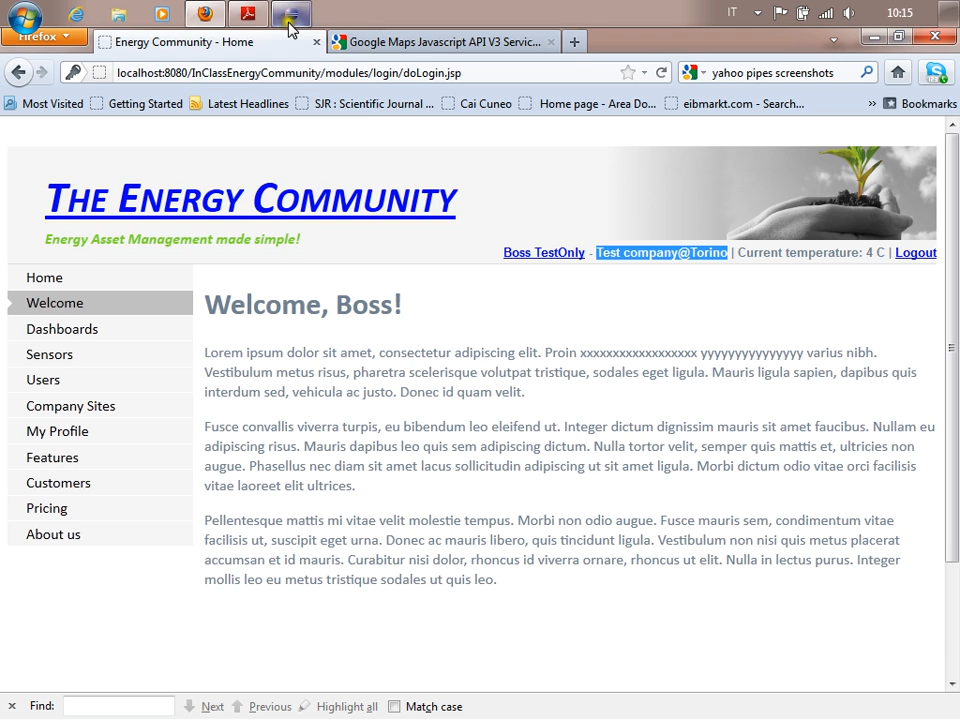 IT 10:15
Firefox Energy Community - Home × Google Maps Javascript API V3 Servic... × +
localhost:8080/InClassEnergyCommunity/modules/login/doLogin.jsp yahoo pipes screenshots
Most Visited Getting Started Latest Headlines SJR : Scientific Journal ... Cai Cuneo Home page - Area Do... eibmarkt.com - Search... » Bookmarks
The Energy Community
Energy Asset Management made simple!
Boss TestOnly - Test company@Torino | Current temperature: 4 C | Logout
Home
Welcome
Dashboards
Sensors
Users
Company Sites
My Profile
Features
Customers
Pricing
About us
Welcome, Boss!
Lorem ipsum dolor sit amet, consectetur adipiscing elit. Proin xxxxxxxxxxxxxxxxxx yyyyyyyyyyyyyyy varius nibh.
Vestibulum metus risus, pharetra scelerisque volutpat tristique, sodales eget ligula. Mauris ligula sapien, dapibus quis
interdum sed, vehicula ac justo. Donec id quam velit.
Fusce convallis viverra turpis, eu bibendum leo eleifend ut. Integer dictum dignissim mauris sit amet faucibus. Nullam eu
adipiscing risus. Mauris dapibus leo quis sem adipiscing dictum. Nulla tortor velit, semper quis mattis et, ultricies non
augue. Phasellus nec diam sit amet lacus sollicitudin adipiscing ut sit amet ligula. Morbi dictum odio vitae orci facilisis
vitae laoreet elit ultrices.
Pellentesque mattis mi vitae velit molestie tempus. Morbi non odio augue. Fusce mauris sem, condimentum vitae
facilisis ut, suscipit eget urna. Donec ac mauris libero, quis tincidunt ligula. Vestibulum non nisi quis metus placerat
accumsan et id mauris. Curabitur nisi dolor, rhoncus id viverra ornare, rhoncus ut elit. Nulla in lectus purus. Integer
mollis leo eu metus tristique sodales ut quis leo.
× Find: Next Previous Highlight all Match case